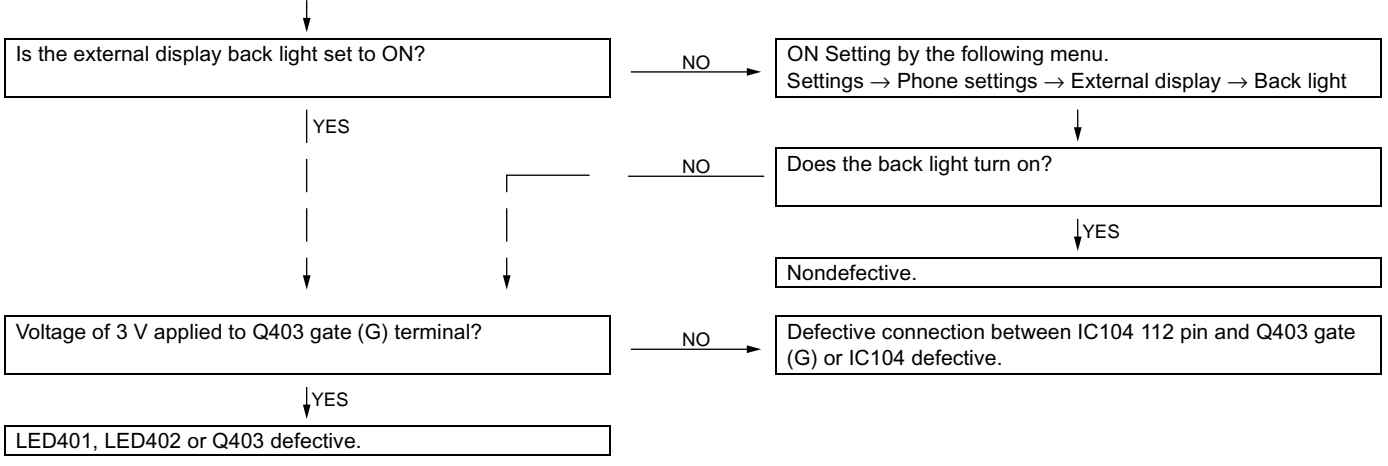 Is the external display back light set to ON?
NO
ON Setting by the following menu.
Settings → Phone settings → External display → Back light
YES
NO
Does the back light turn on?
YES
Nondefective.
Voltage of 3 V applied to Q403 gate (G) terminal?
NO
Defective connection between IC104 112 pin and Q403 gate
(G) or IC104 defective.
YES
LED401, LED402 or Q403 defective.